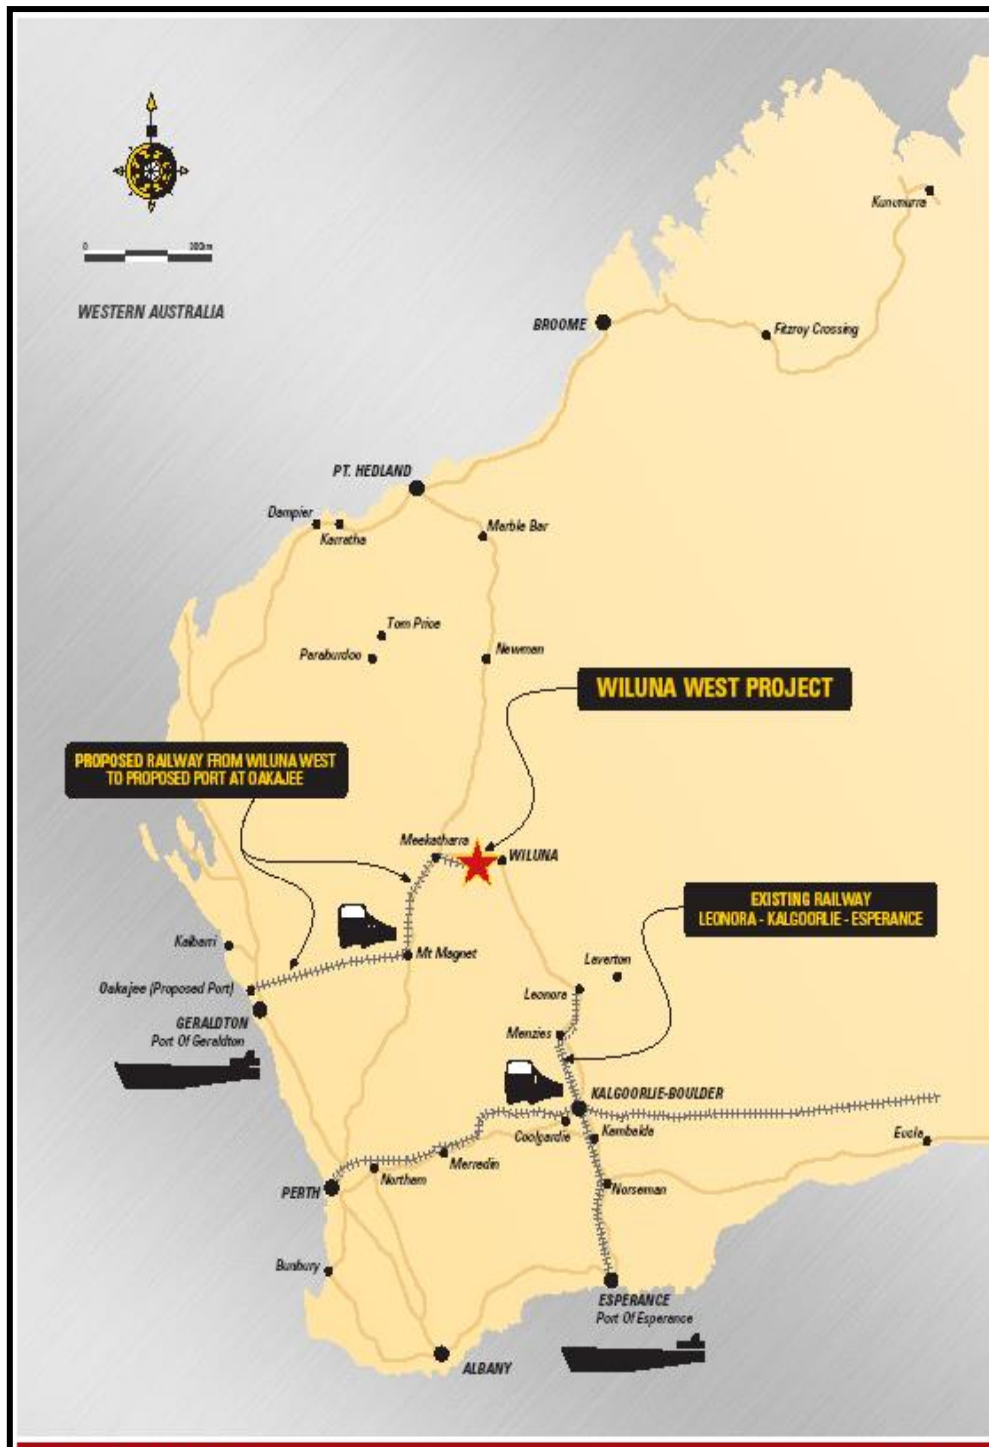 0 300km
WESTERN AUSTRALIA
Kununurra
BROOME
Fitzroy Crossing
PT. HEDLAND
Dampier
Karratha
Marble Bar
Tom Price
Paraburdoo
Newman
WILUNA WEST PROJECT
PROPOSED RAILWAY FROM WILUNA WEST
TO PROPOSED PORT AT OAKAJEE
Meekatharra
WILUNA
EXISTING RAILWAY
LEONORA - KALGOORLIE - ESPERANCE
Kalbarri
Mt Magnet
Laverton
Oakajee (Proposed Port)
Leonora
GERALDTON
Port Of Geraldton
Menzies
KALGOORLIE-BOULDER
Coolgardie
Kambalda
Eucla
Merredin
Northam
PERTH
Norseman
Bunbury
ESPERANCE
Port Of Esperance
ALBANY